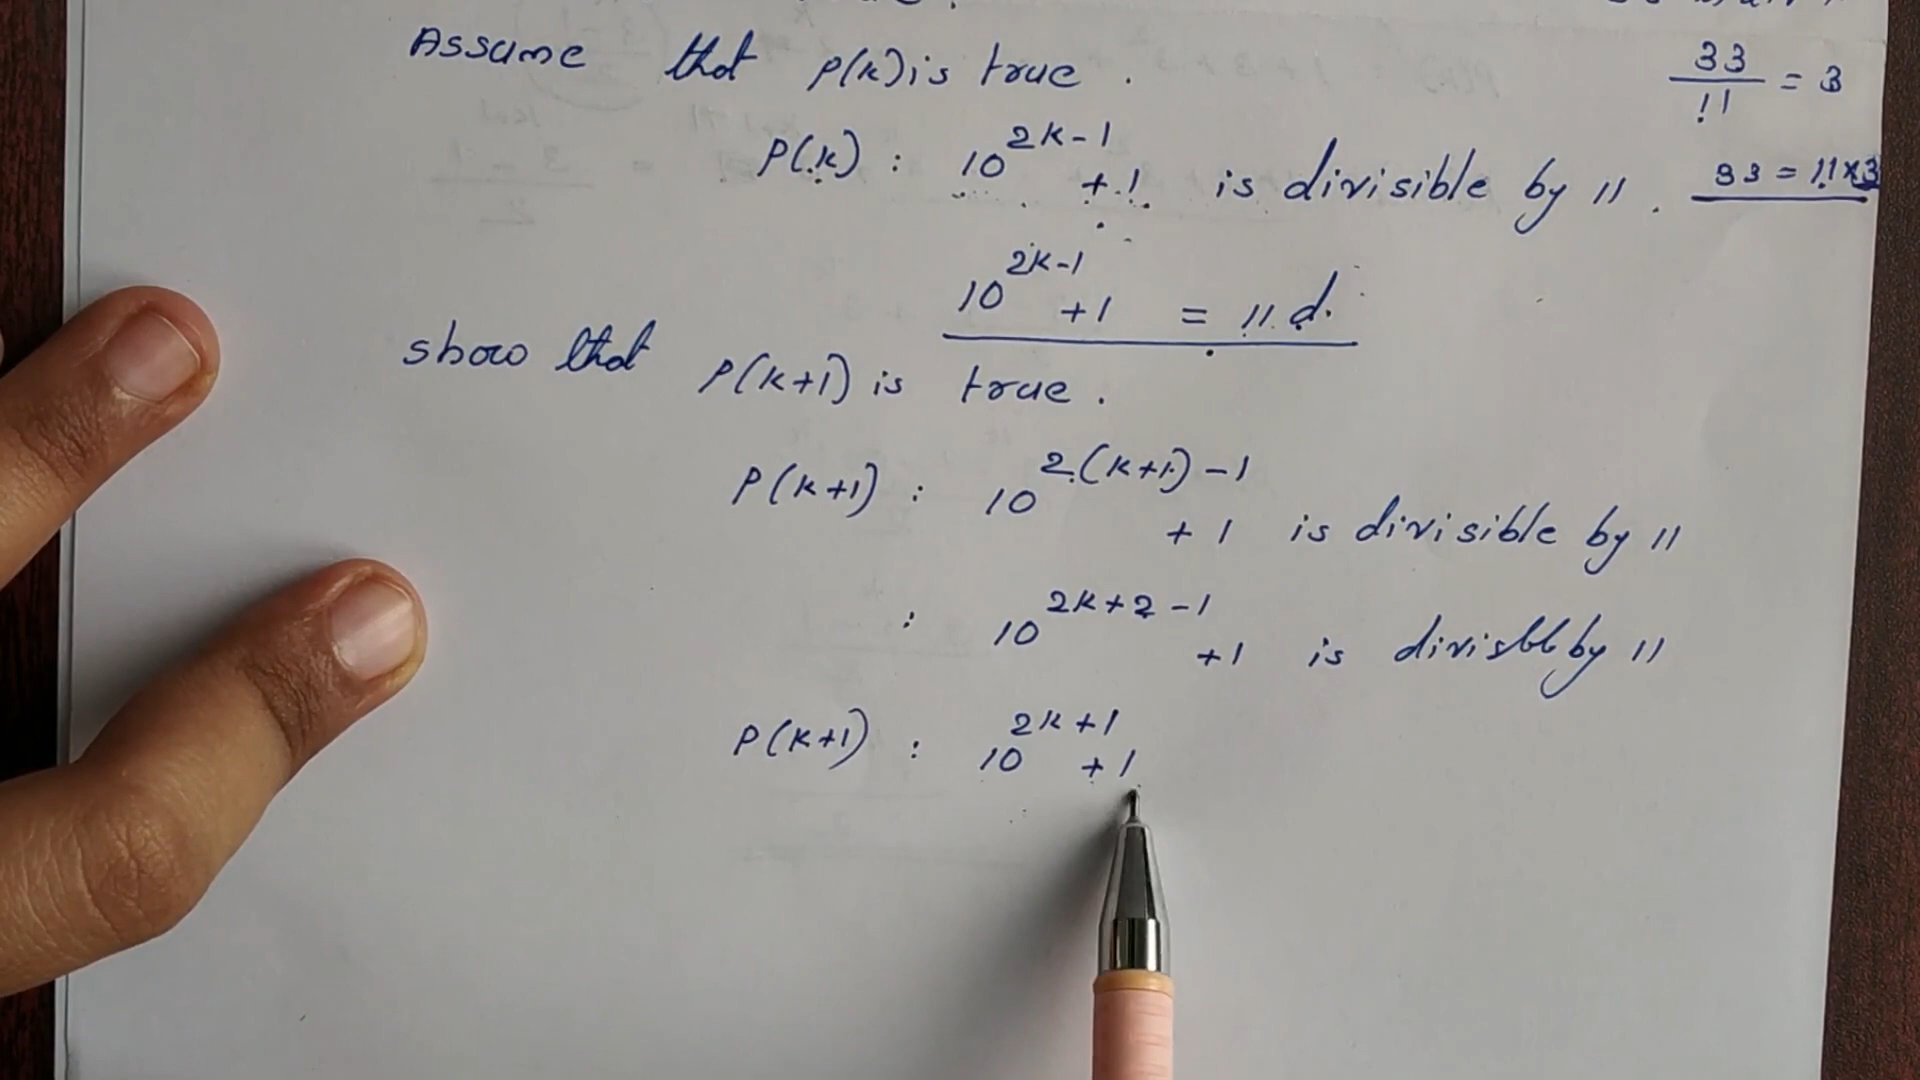 Assume that P(k) is true .
33/11 = 3
P(k) : 10^(2k-1) + 1 is divisible by 11 .
33 = 11×3
10^(2k-1) + 1 = 11 d.
show that P(k+1) is true .
P(k+1) : 10^(2(k+1)-1) + 1 is divisible by 11
: 10^(2k+2-1) + 1 is divisible by 11
P(k+1) : 10^(2k+1) + 1